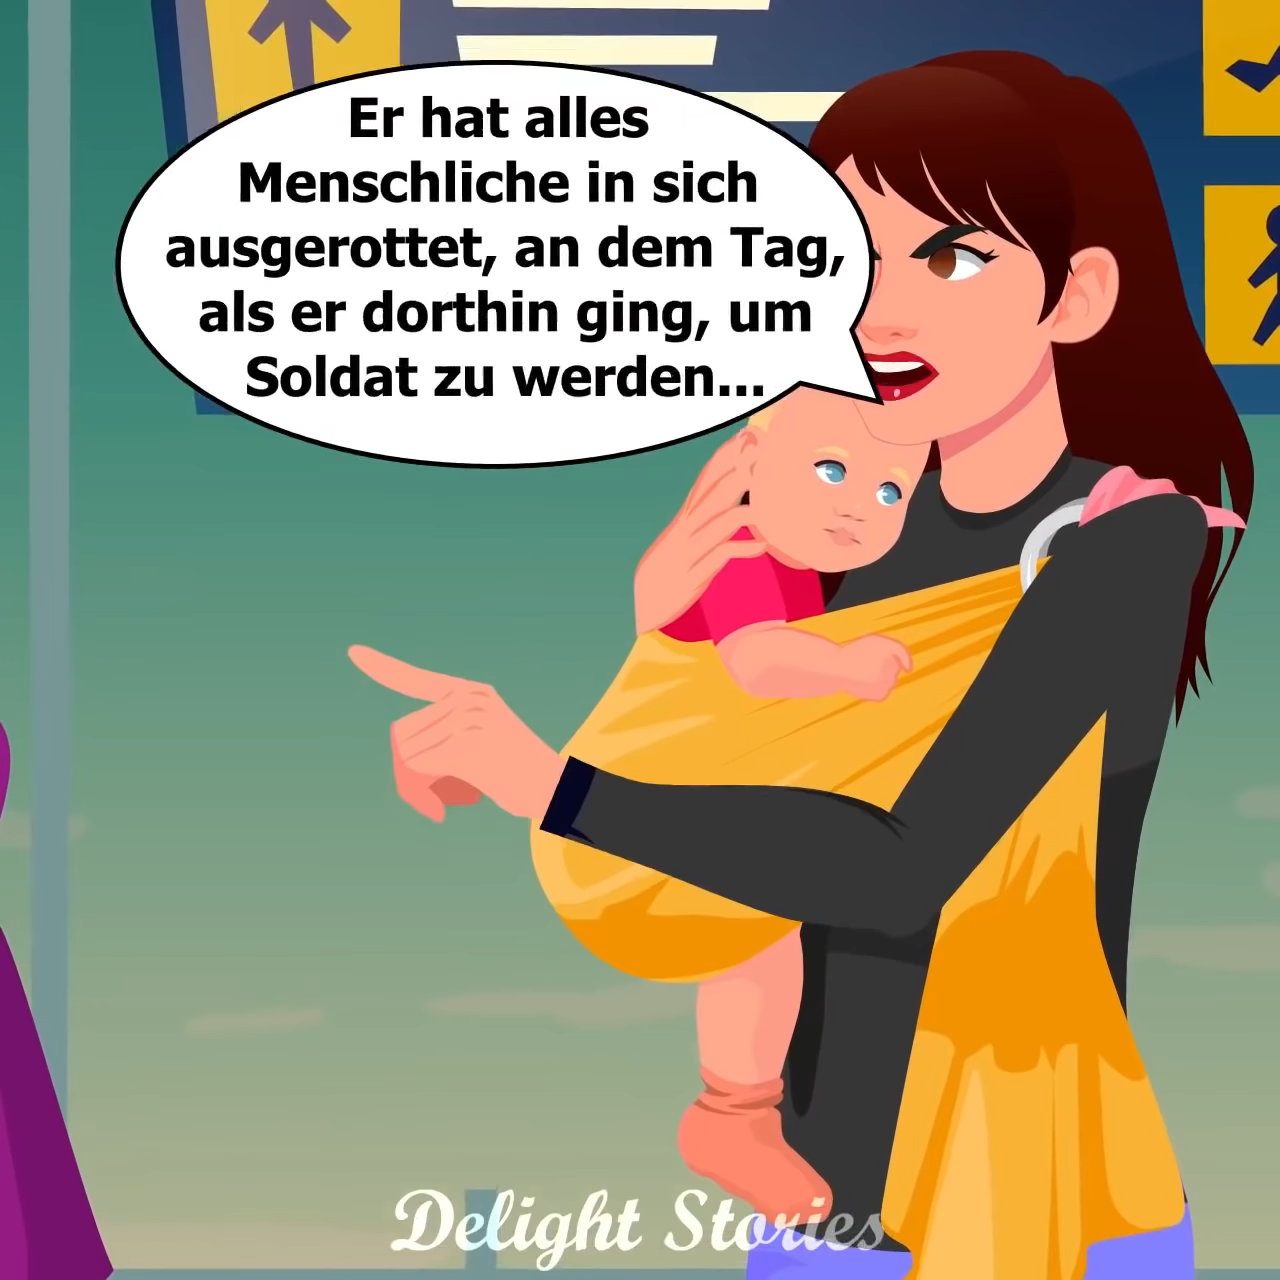 Er hat alles
Menschliche in sich
ausgerottet, an dem Tag,
als er dorthin ging, um
Soldat zu werden...
Delight Stories